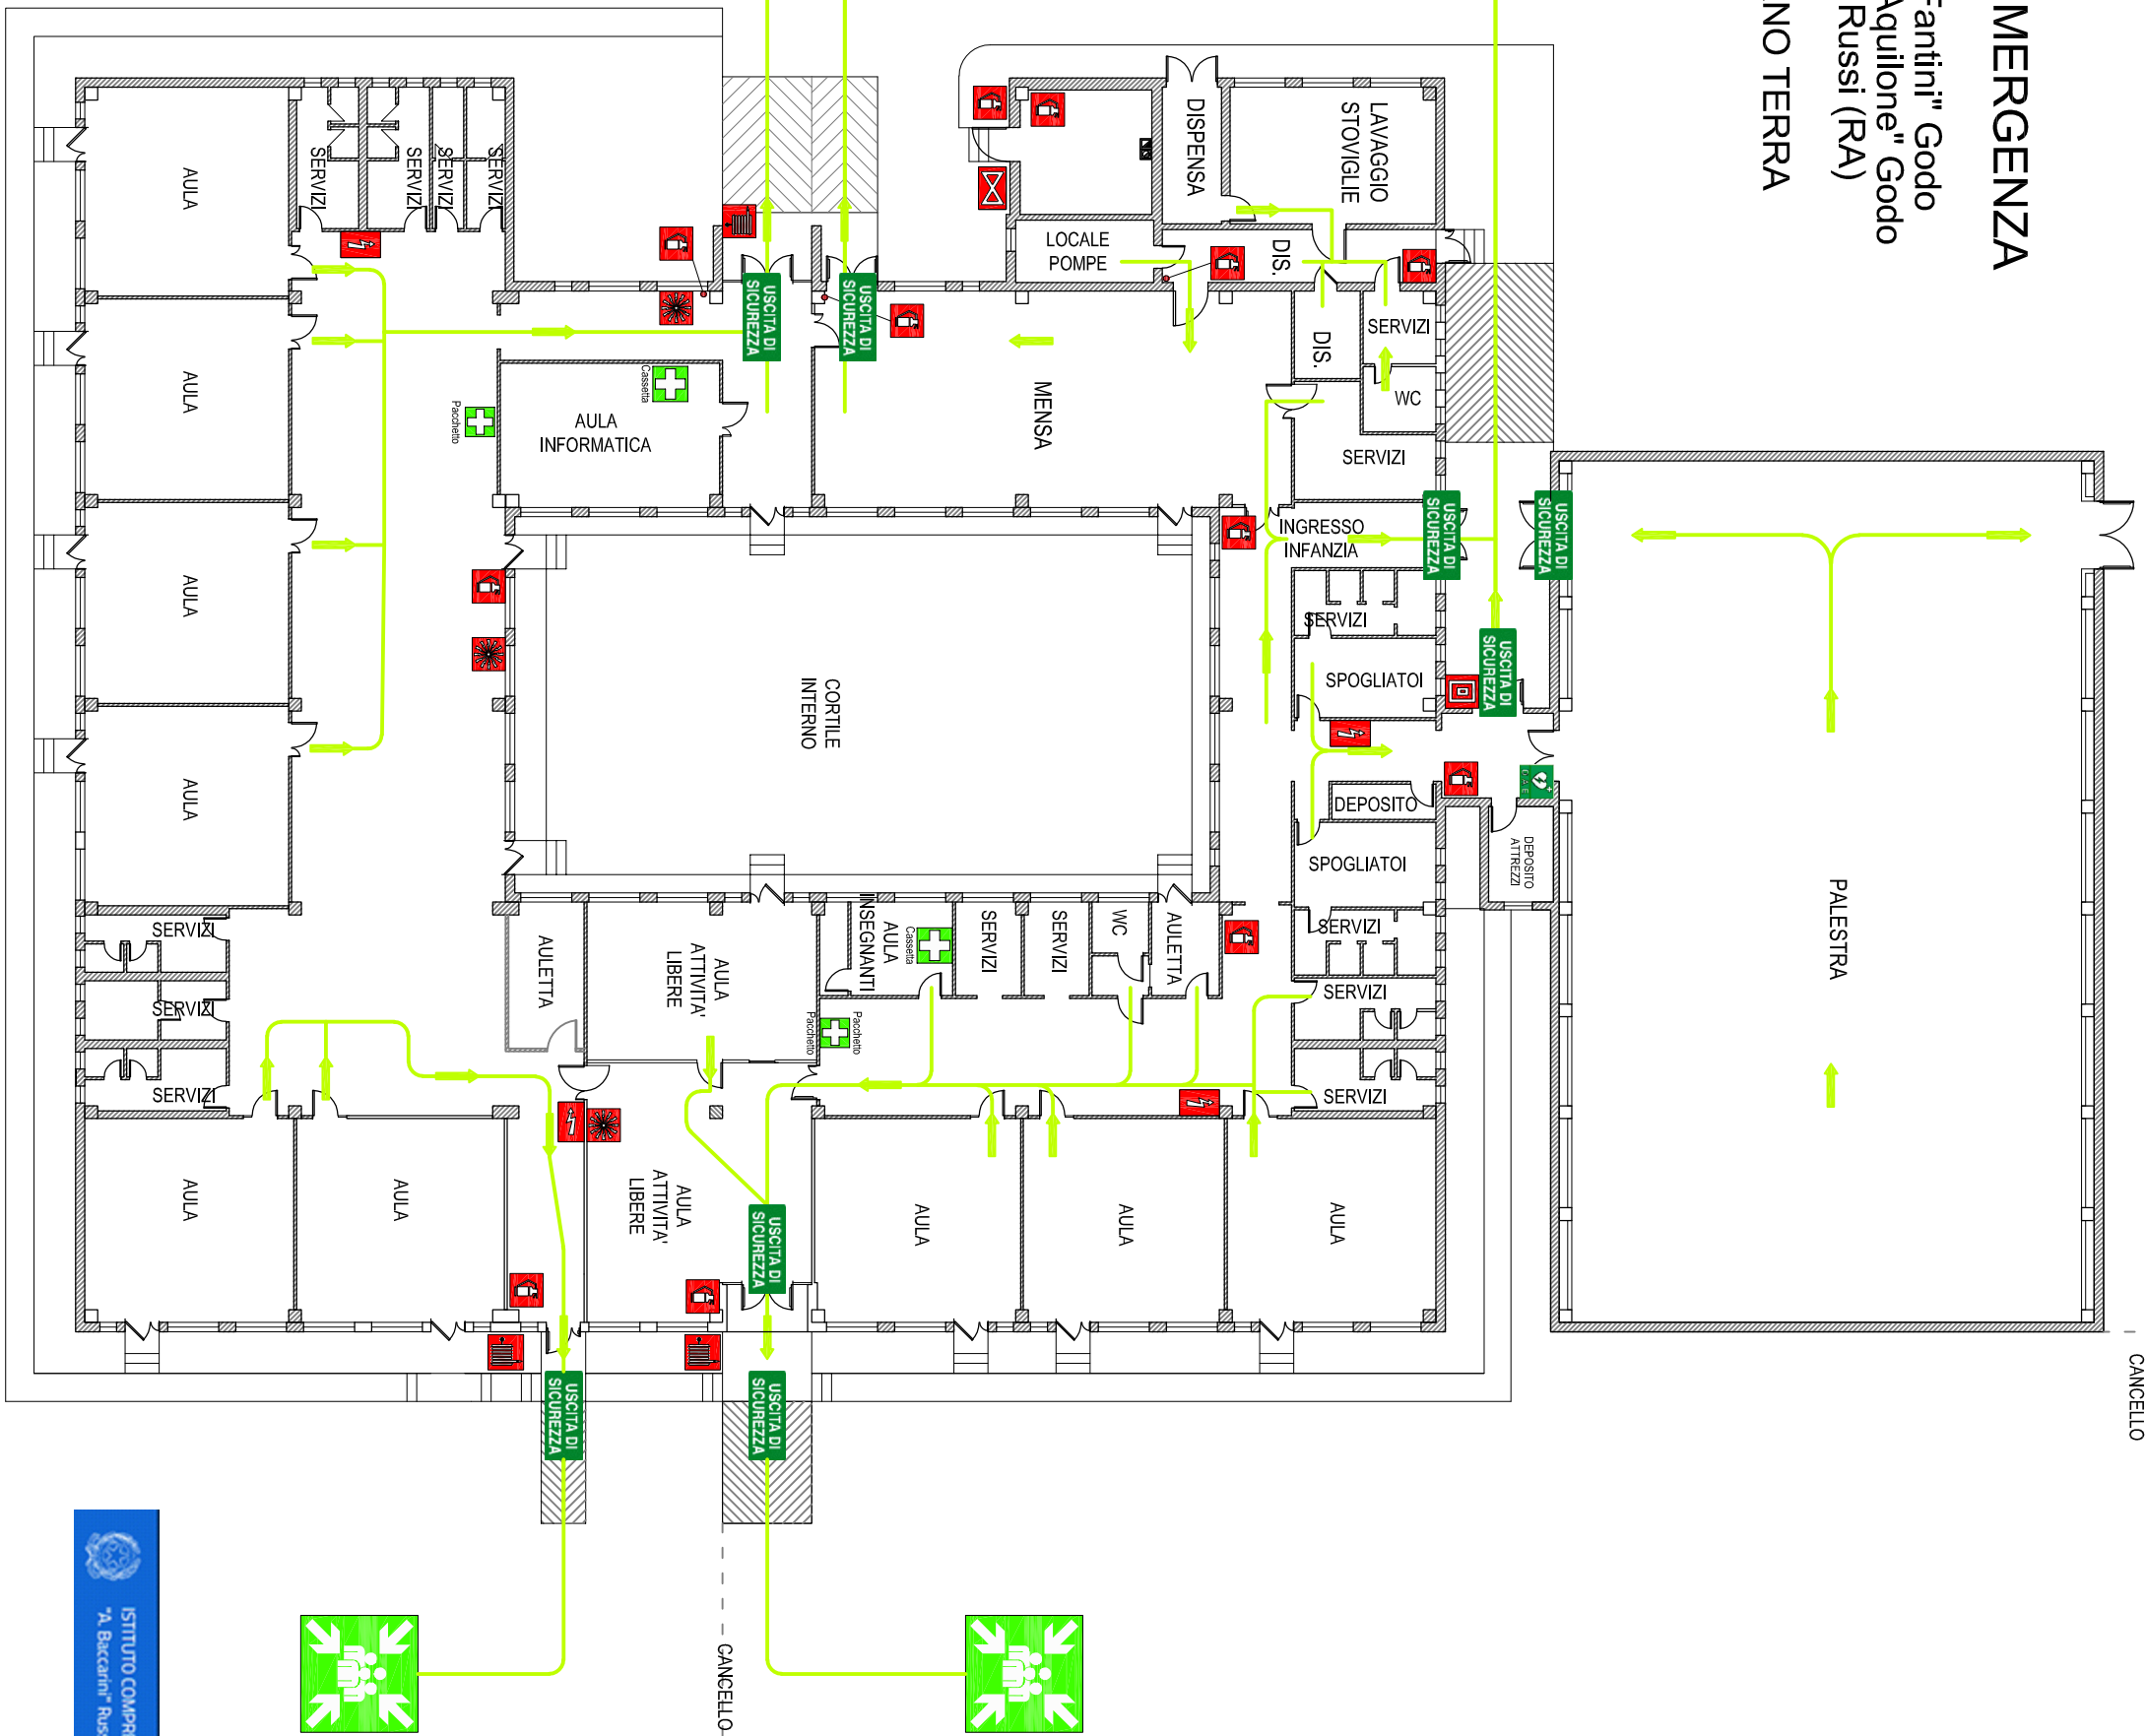 MERGENZA
Fantini" Godo
Aquilone" Godo
Russi (RA)
NO TERRA
AULA
SERVIZI
SERVIZI
SERVIZI
SERVIZI
DISPENSA
LAVAGGIO
STOVIGLIE
LOCALE
POMPE
DIS.
DIS.
SERVIZI
WC
SERVIZI
USCITA DI
SICUREZZA
USCITA DI
SICUREZZA
AULA
Cassetta
Pacchetto
AULA
INFORMATICA
MENSA
INGRESSO
INFANZIA
USCITA DI
SICUREZZA
USCITA DI
SICUREZZA
USCITA DI
SICUREZZA
SERVIZI
SPOGLIATOI
AULA
CORTILE
INTERNO
AULA
DEPOSITO
DEPOSITO
ATTREZZI
SPOGLIATOI
SERVIZI
SERVIZI
SERVIZI
PALESTRA
SERVIZI
SERVIZI
SERVIZI
AULETTA
AULA
ATTIVITA'
LIBERE
AULA
INSEGNANTI
Cassetta
SERVIZI
SERVIZI
WC
AULETTA
Pacchetto
Pacchetto
AULA
AULA
AULA
ATTIVITA'
LIBERE
USCITA DI
SICUREZZA
AULA
AULA
AULA
USCITA DI
SICUREZZA
USCITA DI
SICUREZZA
CANCELLO
CANCELLO
ISTITUTO COMPR
"A. Baccarini" Rus